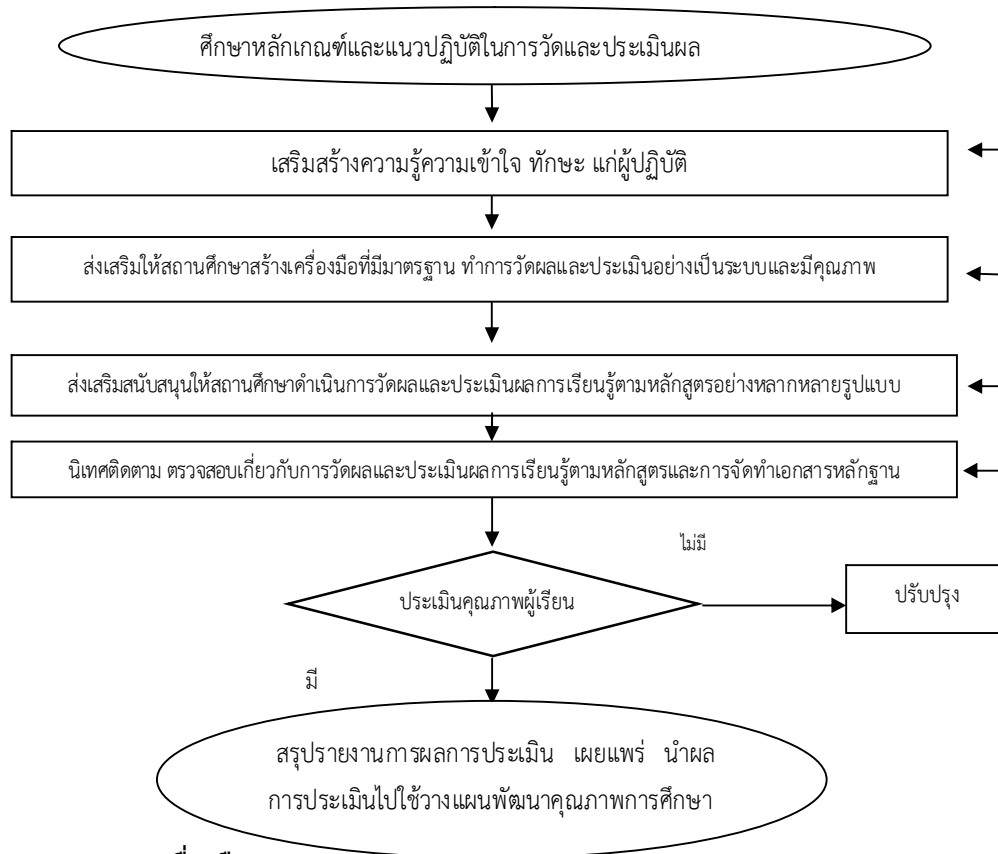 ศึกษาหลักเกณฑ์และแนวปฏิบัติในการวัดและประเมินผล
เสริมสร้างความรู้ความเข้าใจ ทักษะ แก่ผู้ปฏิบัติ
ส่งเสริมให้สถานศึกษาสร้างเครื่องมือที่มีมาตรฐาน ทำการวัดผลและประเมินอย่างเป็นระบบและมีคุณภาพ
ส่งเสริมสนับสนุนให้สถานศึกษาดำเนินการวัดผลและประเมินผลการเรียนรู้ตามหลักสูตรอย่างหลากหลายรูปแบบ
นิเทศติดตาม ตรวจสอบเกี่ยวกับการวัดผลและประเมินผลการเรียนรู้ตามหลักสูตรและการจัดทำเอกสารหลักฐาน
ไม่มี
ประเมินคุณภาพผู้เรียน
ปรับปรุง
มี
สรุปรายงานการผลการประเมิน เผยแพร่ นำผล
การประเมินไปใช้วางแผนพัฒนาคุณภาพการศึกษา